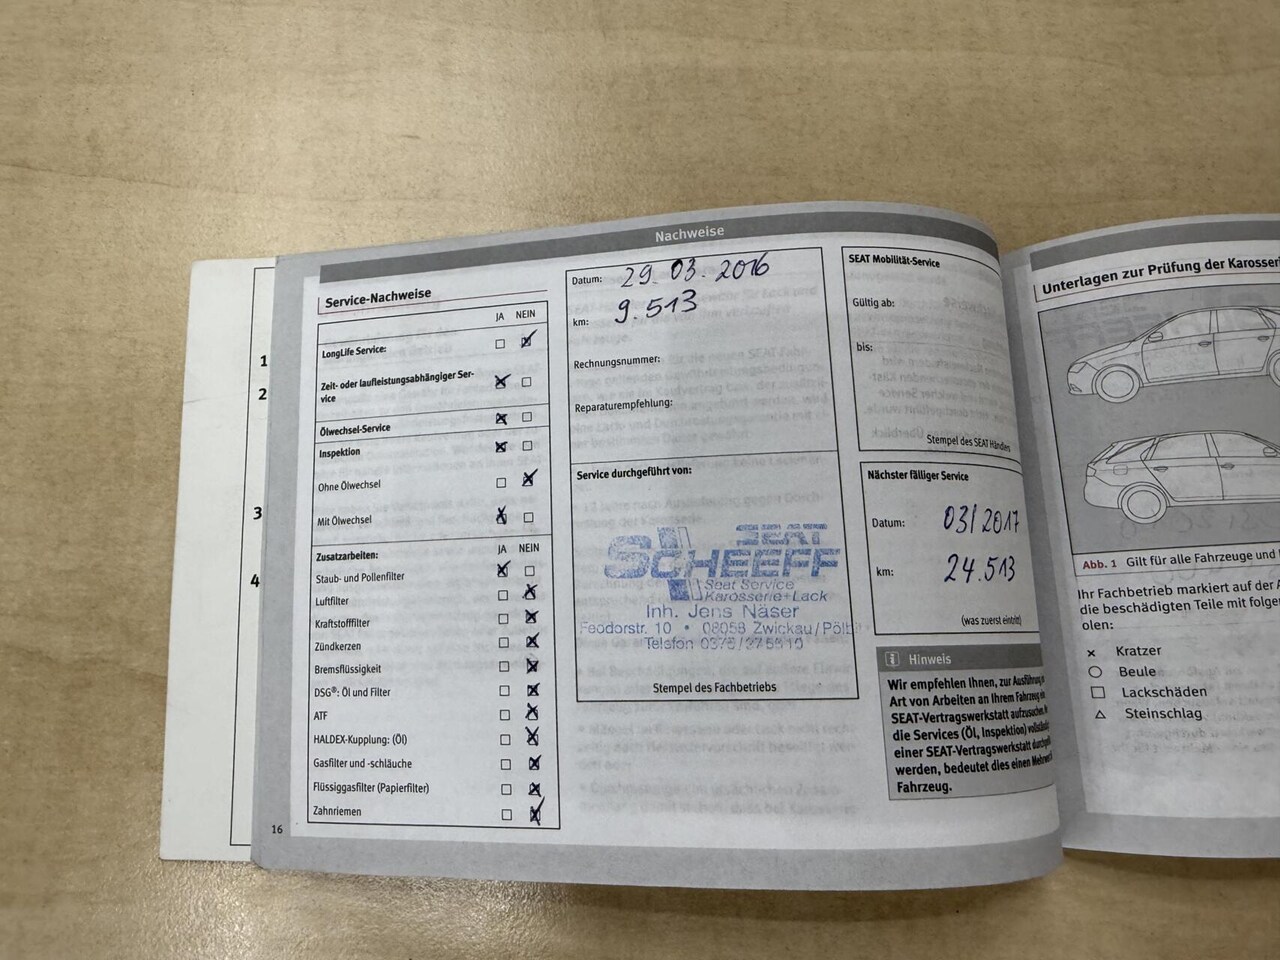 Nachweise
Service-Nachweise
JA NEIN
LongLife Service:
Zeit- oder laufleistungsabhängiger Ser-
vice
Ölwechsel-Service
Inspektion
Ohne Ölwechsel
Mit Ölwechsel
Zusatzarbeiten: JA NEIN
Staub- und Pollenfilter
Luftfilter
Kraftstofffilter
Zündkerzen
Bremsflüssigkeit
DSG®: Öl und Filter
ATF
HALDEX-Kupplung: (Öl)
Gasfilter und -schläuche
Flüssiggasfilter (Papierfilter)
Zahnriemen
16
1
2
3
4
Datum: 29.03.2016
km: 9.513
Rechnungsnummer:
Reparaturempfehlung:
Service durchgeführt von:
SEAT
SCHEEFF
Seat Service
Karosserie+Lack
Inh. Jens Näser
Feodorstr. 10 • 08058 Zwickau/Pölbi
Telefon
Stempel des Fachbetriebs
SEAT Mobilität-Service
Gültig ab:
bis:
Stempel des SEAT Händlers
Nächster fälliger Service
Datum: 03/2017
km: 24.513
(was zuerst eintritt)
i Hinweis
Wir empfehlen Ihnen, zur Ausführung
Art von Arbeiten an Ihrem Fahrzeug
SEAT-Vertragswerkstatt aufzusuchen.
die Services (Öl, Inspektion)
einer SEAT-Vertragswerkstatt
werden, bedeutet dies einen
Fahrzeug.
Unterlagen zur Prüfung der Karosseri
Abb. 1 Gilt für alle Fahrzeuge und
Ihr Fachbetrieb markiert auf der A
die beschädigten Teile mit folgen
olen:
× Kratzer
○ Beule
□ Lackschäden
△ Steinschlag